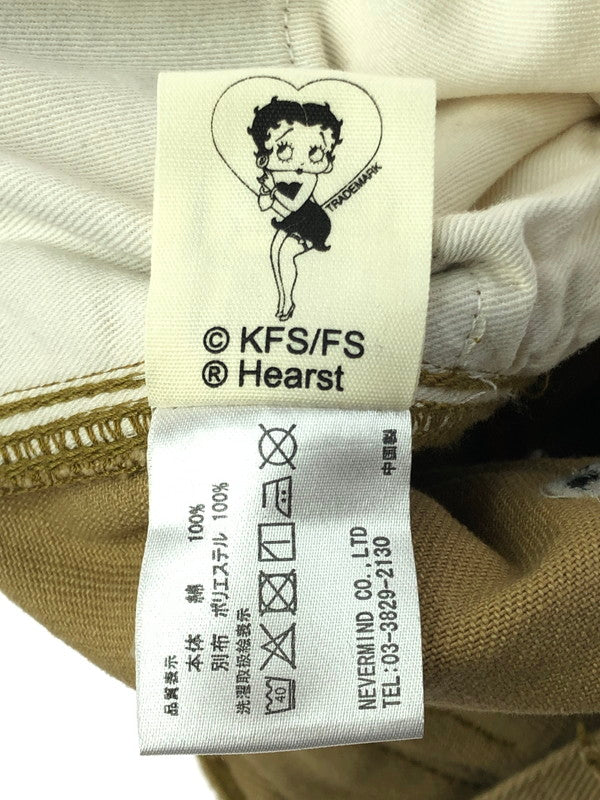 TRADEMARK
© KFS/FS
® Hearst
品質表示
本体 綿 100%
別布 ポリエステル 100%
洗濯取扱絵表示
40
NEVERMIND CO.,LTD
TEL:03-3829-2130
中国製